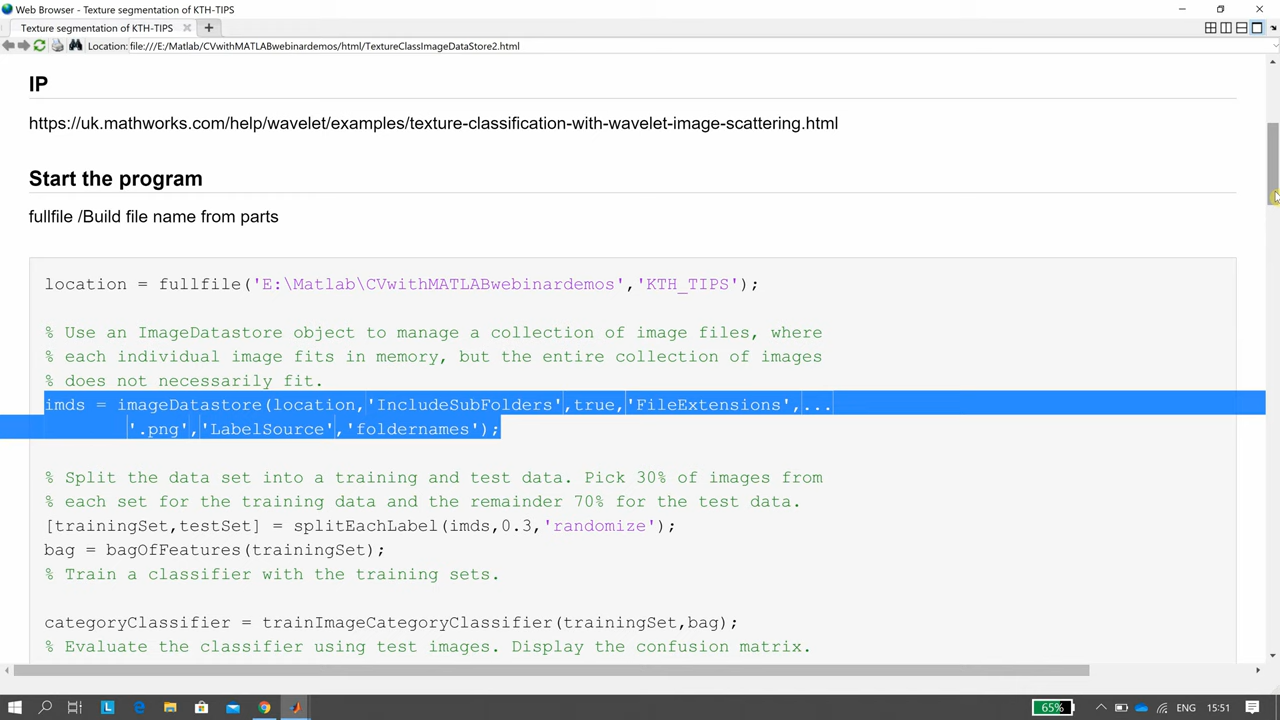 Web Browser - Texture segmentation of KTH-TIPS
Texture segmentation of KTH-TIPS
Location: file:///E:/Matlab/CVwithMATLABwebinardemos/html/TextureClassImageDataStore2.html
IP
https://uk.mathworks.com/help/wavelet/examples/texture-classification-with-wavelet-image-scattering.html
Start the program
fullfile /Build file name from parts
location = fullfile('E:\Matlab\CVwithMATLABwebinardemos','KTH_TIPS');
% Use an ImageDatastore object to manage a collection of image files, where
% each individual image fits in memory, but the entire collection of images
% does not necessarily fit.
imds = imageDatastore(location,'IncludeSubFolders',true,'FileExtensions',...
'.png','LabelSource','foldernames');
% Split the data set into a training and test data. Pick 30% of images from
% each set for the training data and the remainder 70% for the test data.
[trainingSet,testSet] = splitEachLabel(imds,0.3,'randomize');
bag = bagOfFeatures(trainingSet);
% Train a classifier with the training sets.
categoryClassifier = trainImageCategoryClassifier(trainingSet,bag);
% Evaluate the classifier using test images. Display the confusion matrix.
65%
ENG
15:51